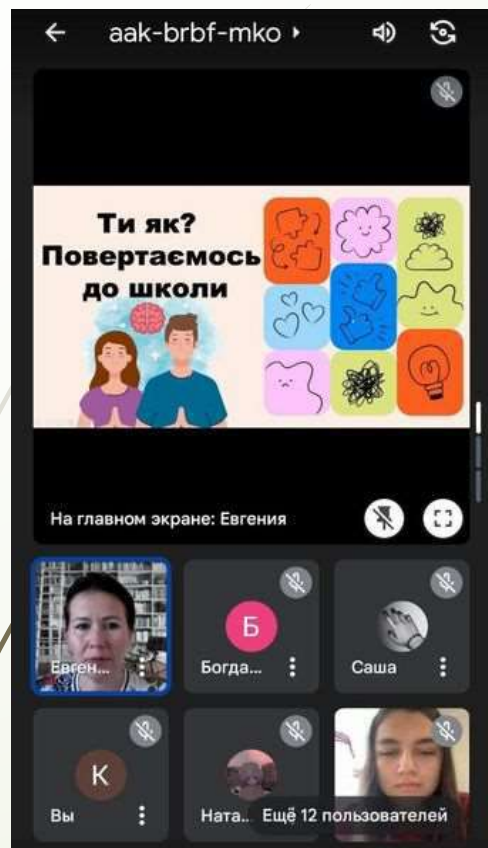 aak-brbf-mko
Ти як?
Повертаємось
до школи
На главном экране: Евгения
Евген...
Б
Богда...
Саша
К
Вы
Ната...
Ещё 12 пользователей